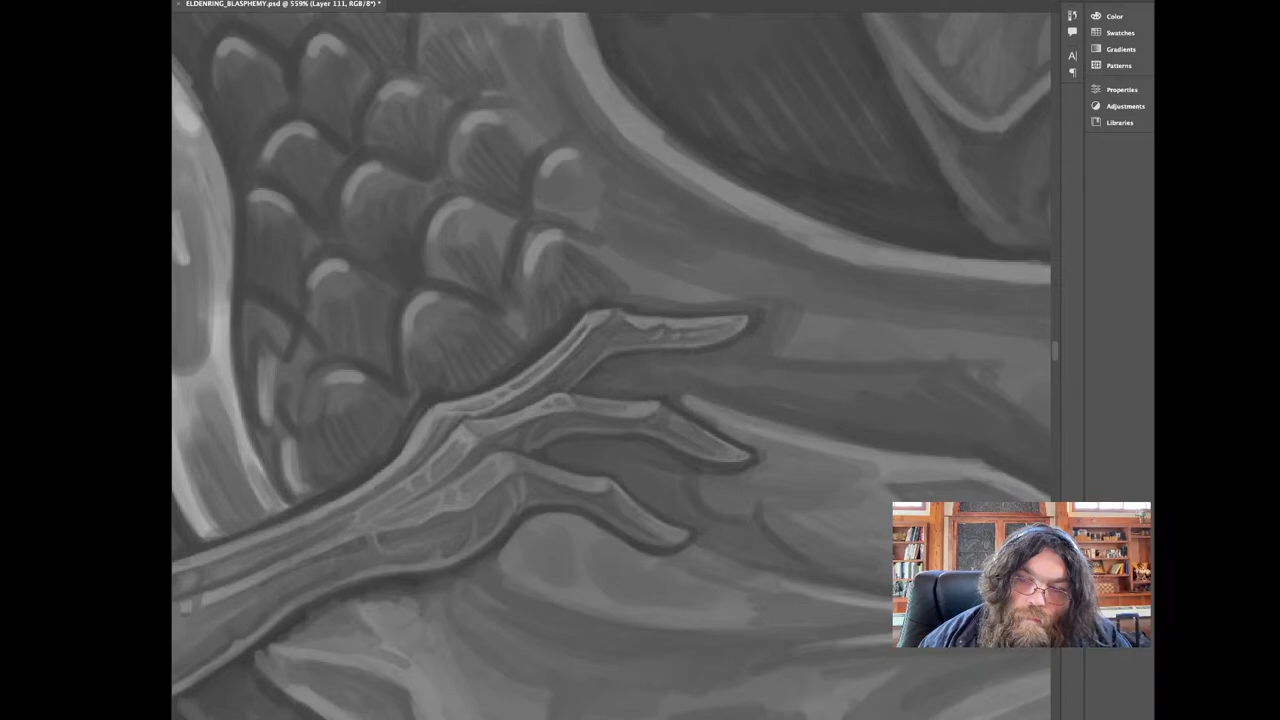 × ELDENRING_BLASPHEMY.psd @ 559% (Layer 111, RGB/8*) *
Color
Swatches
Gradients
Patterns
Properties
Adjustments
Libraries